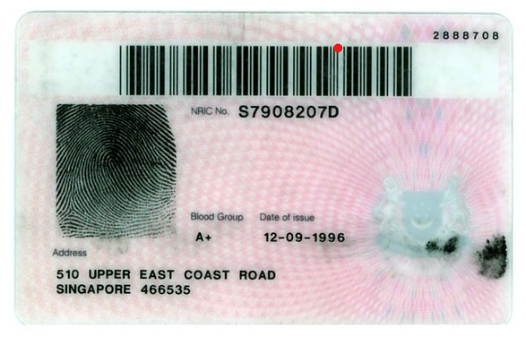 2888708
NRIC No. S7908207D
Blood Group Date of issue
A+ 12-09-1996
Address
510 UPPER EAST COAST ROAD
SINGAPORE 466535